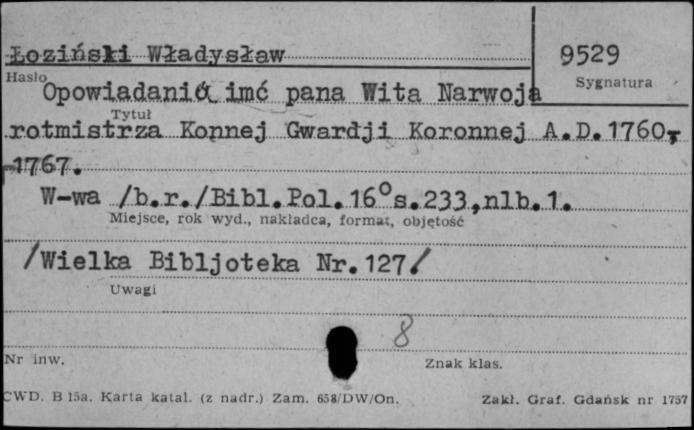 Łoziński Władysław
9529
Hasło
Sygnatura
Opowiadania imć pana Wita Narwoja
Tytuł
rotmistrza Konnej Gwardji Koronnej A.D.1760-
-1767.
W-wa /b.r./Bibl.Pol.16°s.233,nlb.1.
Miejsce, rok wyd., nakładca, format, objętość
/Wielka Bibljoteka Nr.127/
Uwagi
8
Nr inw.
Znak klas.
CWD. B 15a. Karta katal. (z nadr.) Zam. 658/DW/On.
Zakł. Graf. Gdańsk nr 1757